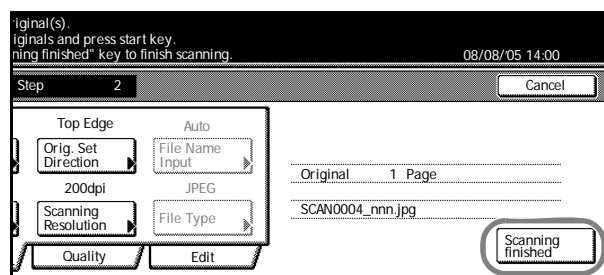 riginal(s).
iginals and press start key.
ning finished" key to finish scanning.
08/08/'05 14:00
Step 2
Cancel
Top Edge
Auto
Orig. Set
Direction
File Name
Input
200dpi
JPEG
Scanning
Resolution
File Type
Original 1 Page
SCAN0004_nnn.jpg
Scanning
finished
Quality
Edit